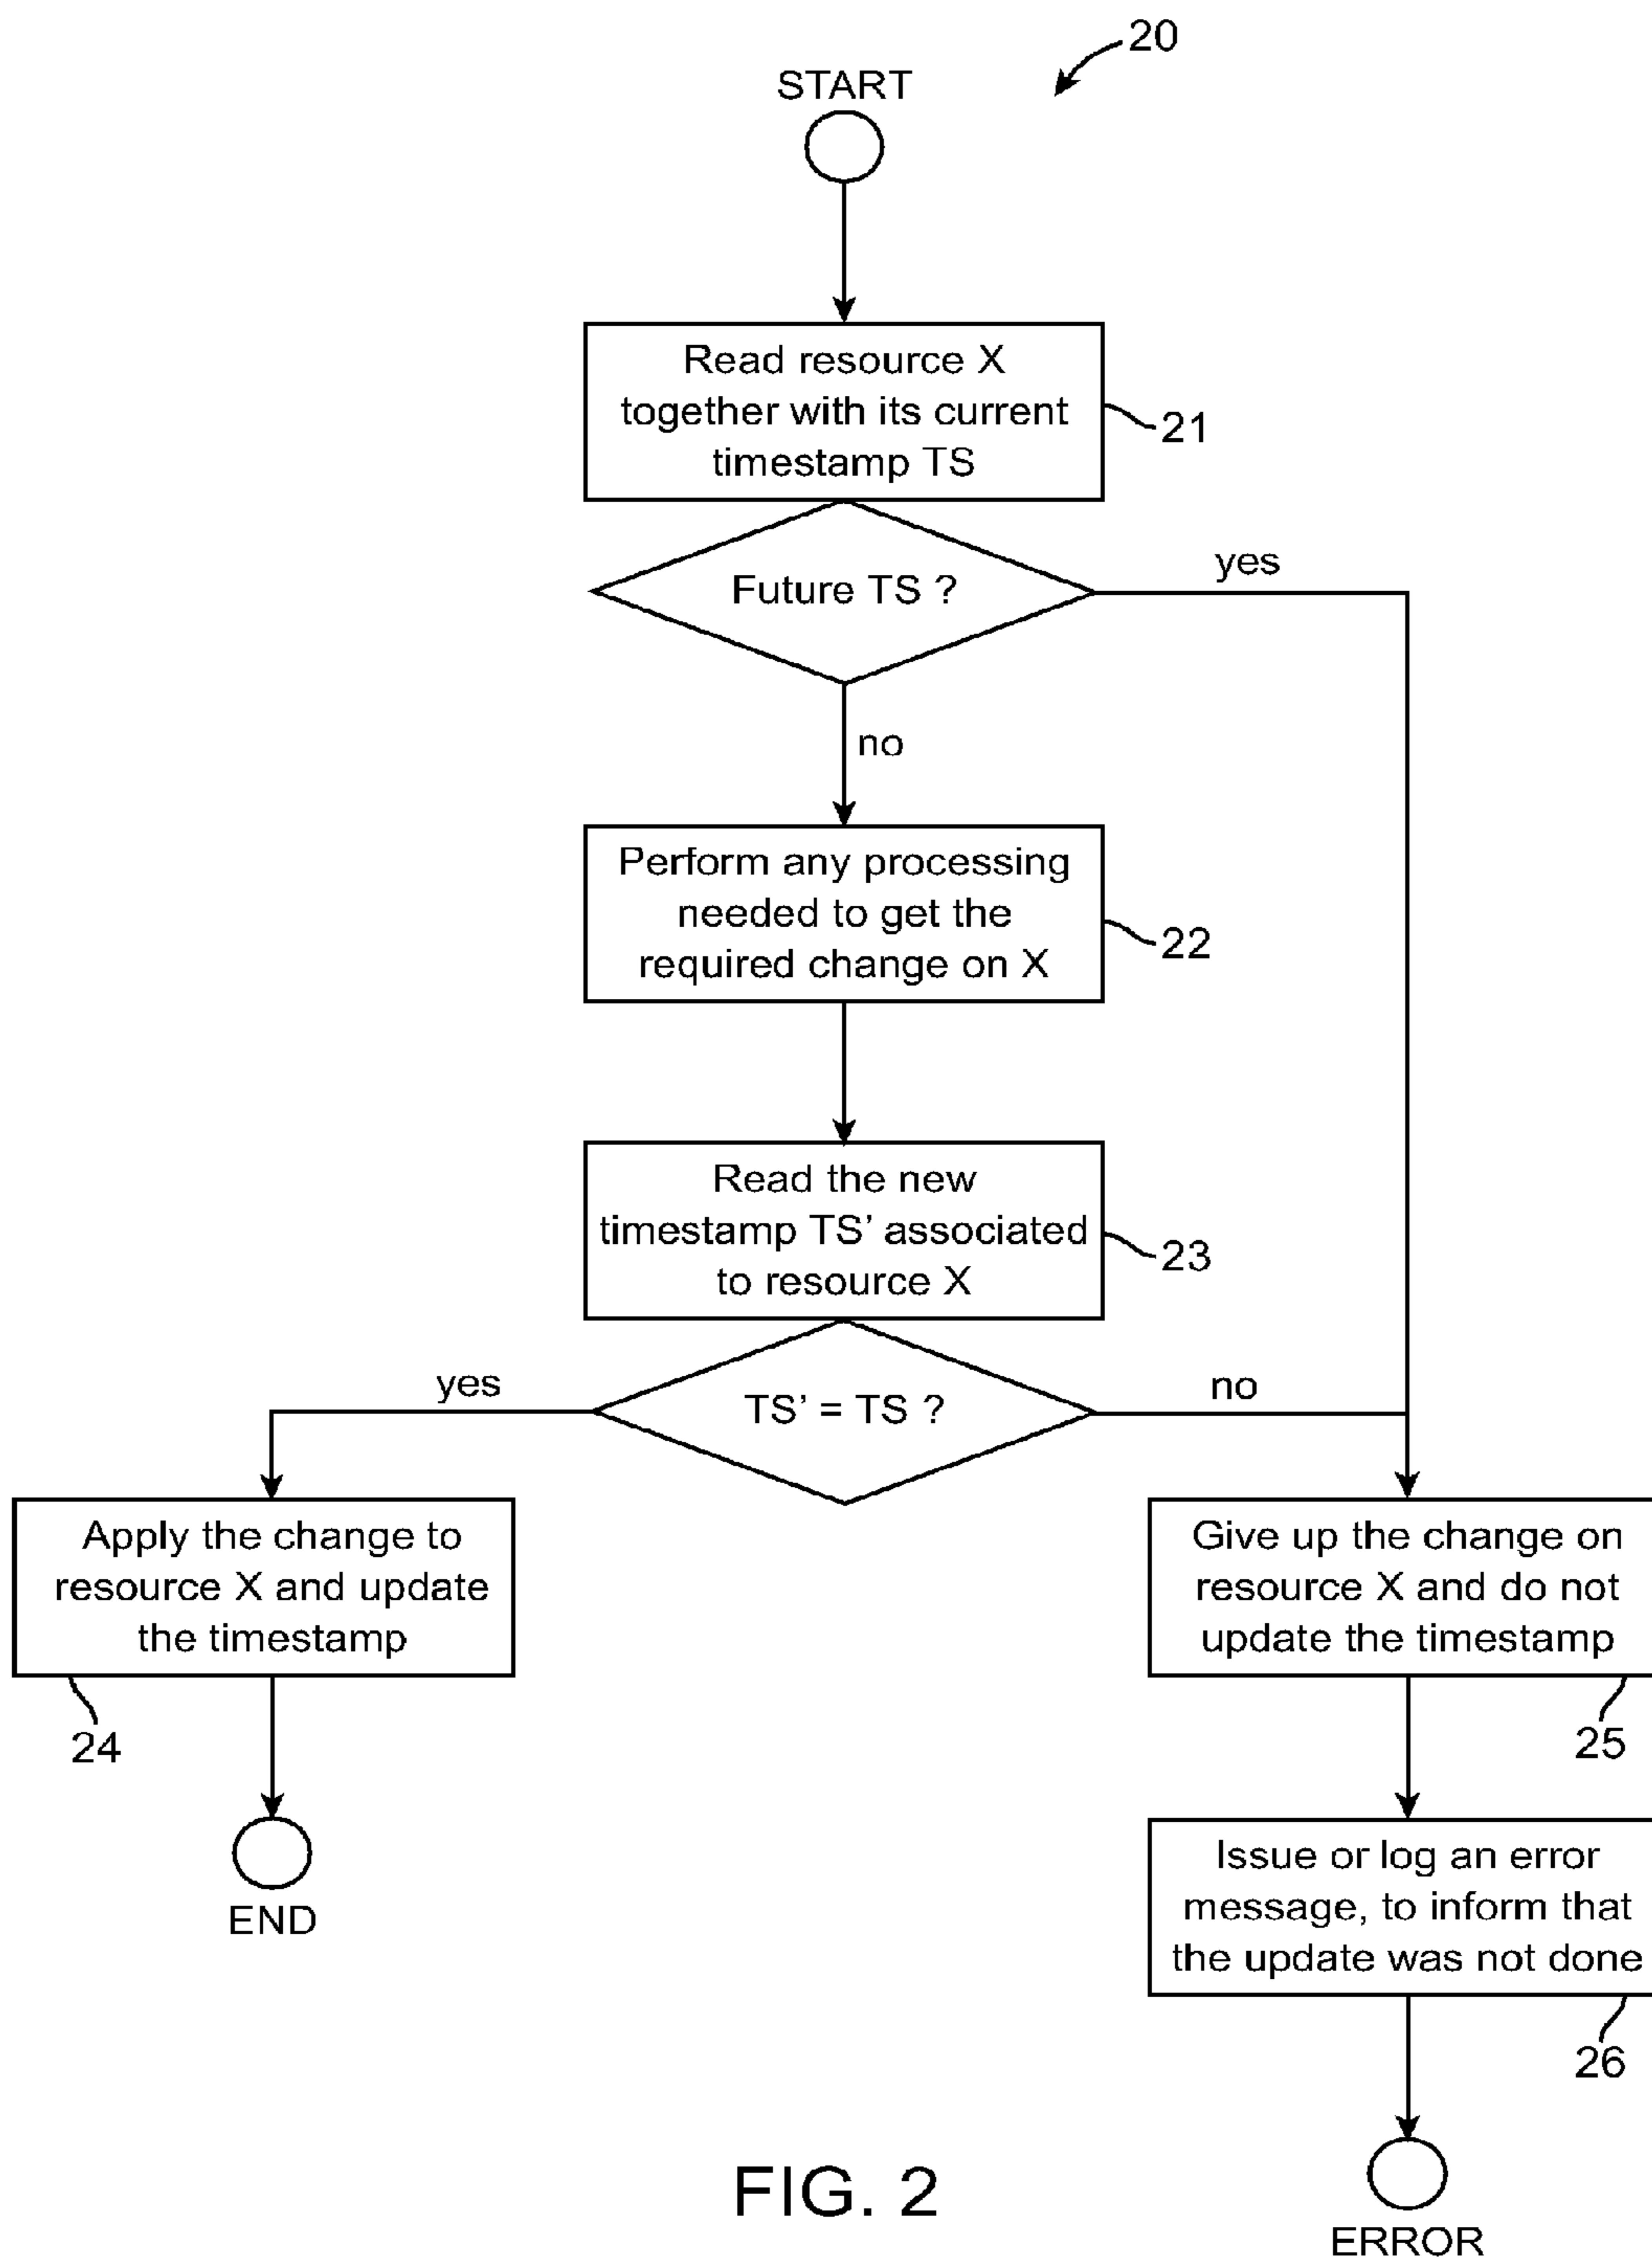 20
START
Read resource X
together with its current
timestamp TS
21
Future TS ?
yes
no
Perform any processing
needed to get the
required change on X
22
Read the new
timestamp TS’ associated
to resource X
23
TS’ = TS ?
yes
no
Apply the change to
resource X and update
the timestamp
24
END
Give up the change on
resource X and do not
update the timestamp
25
Issue or log an error
message, to inform that
the update was not done
26
ERROR
FIG. 2